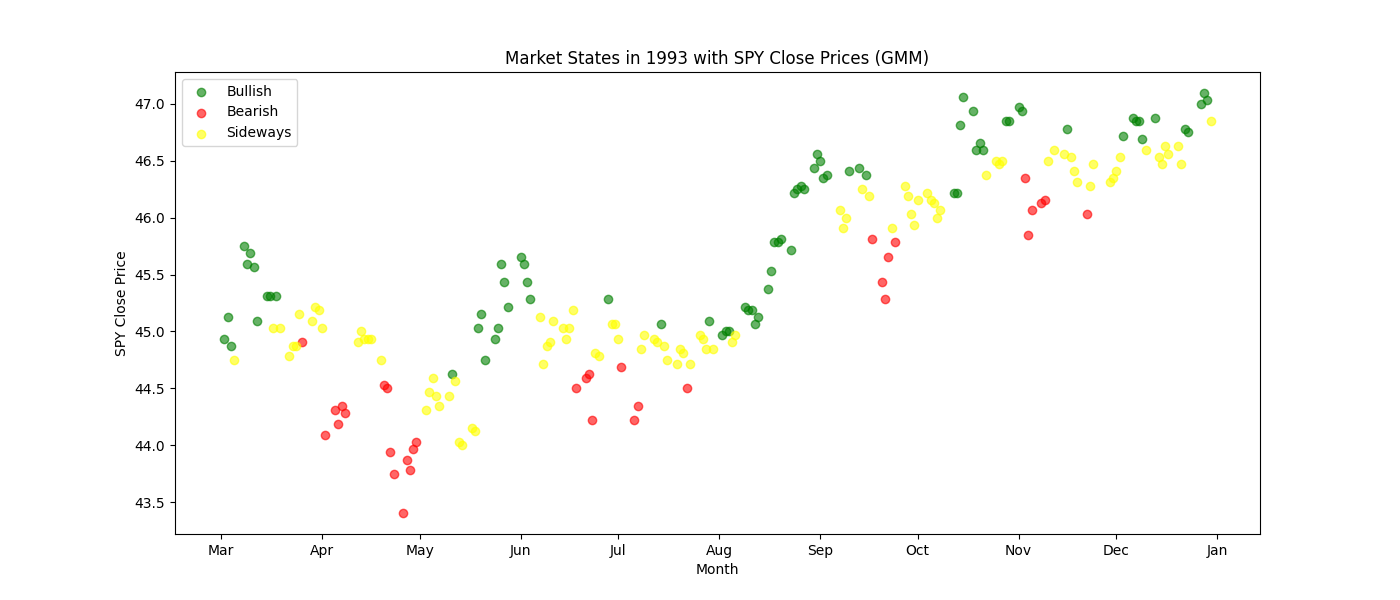 Market States in 1993 with SPY Close Prices (GMM)
Bullish
Bearish
Sideways
47.0
46.5
46.0
45.5
45.0
44.5
44.0
43.5
SPY Close Price
Mar Apr May Jun Jul Aug Sep Oct Nov Dec Jan
Month